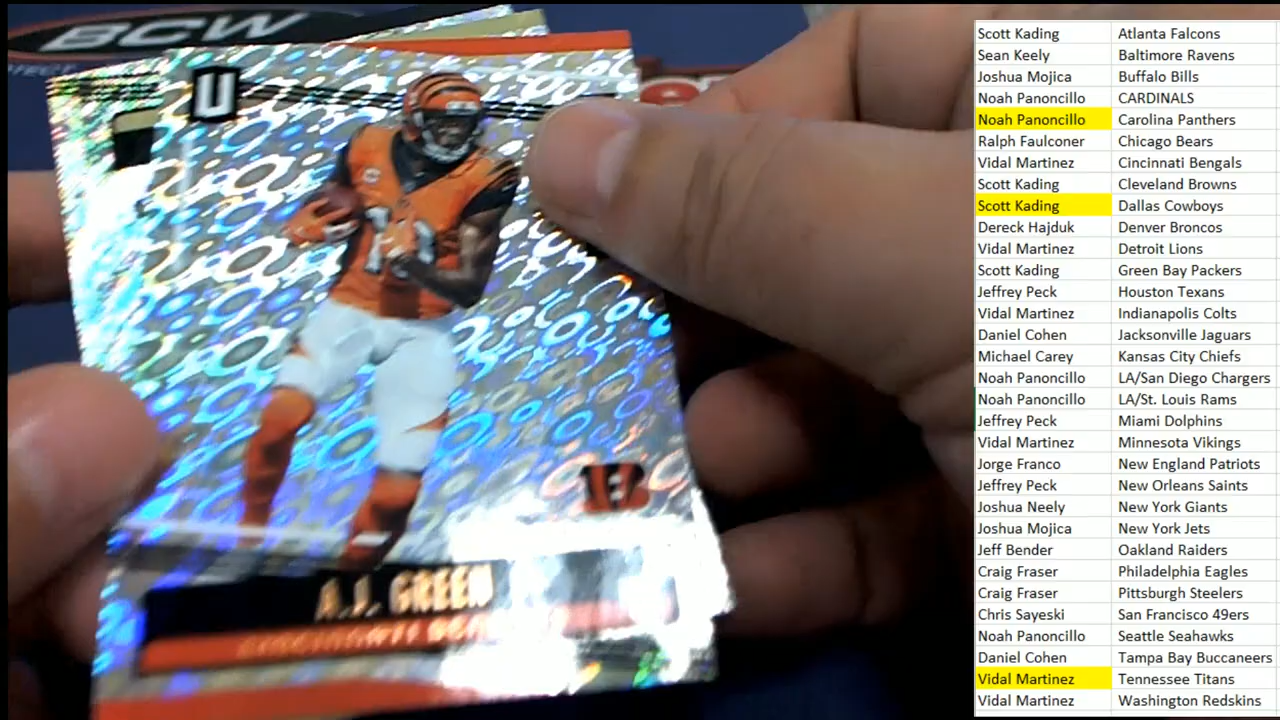 BCW
U
A.J. GREEN
CINCINNATI BENGALS
Scott Kading Atlanta Falcons
Sean Keely Baltimore Ravens
Joshua Mojica Buffalo Bills
Noah Panoncillo CARDINALS
Noah Panoncillo Carolina Panthers
Ralph Faulconer Chicago Bears
Vidal Martinez Cincinnati Bengals
Scott Kading Cleveland Browns
Scott Kading Dallas Cowboys
Dereck Hajduk Denver Broncos
Vidal Martinez Detroit Lions
Scott Kading Green Bay Packers
Jeffrey Peck Houston Texans
Vidal Martinez Indianapolis Colts
Daniel Cohen Jacksonville Jaguars
Michael Carey Kansas City Chiefs
Noah Panoncillo LA/San Diego Chargers
Noah Panoncillo LA/St. Louis Rams
Jeffrey Peck Miami Dolphins
Vidal Martinez Minnesota Vikings
Jorge Franco New England Patriots
Jeffrey Peck New Orleans Saints
Joshua Neely New York Giants
Joshua Mojica New York Jets
Jeff Bender Oakland Raiders
Craig Fraser Philadelphia Eagles
Craig Fraser Pittsburgh Steelers
Chris Sayeski San Francisco 49ers
Noah Panoncillo Seattle Seahawks
Daniel Cohen Tampa Bay Buccaneers
Vidal Martinez Tennessee Titans
Vidal Martinez Washington Redskins